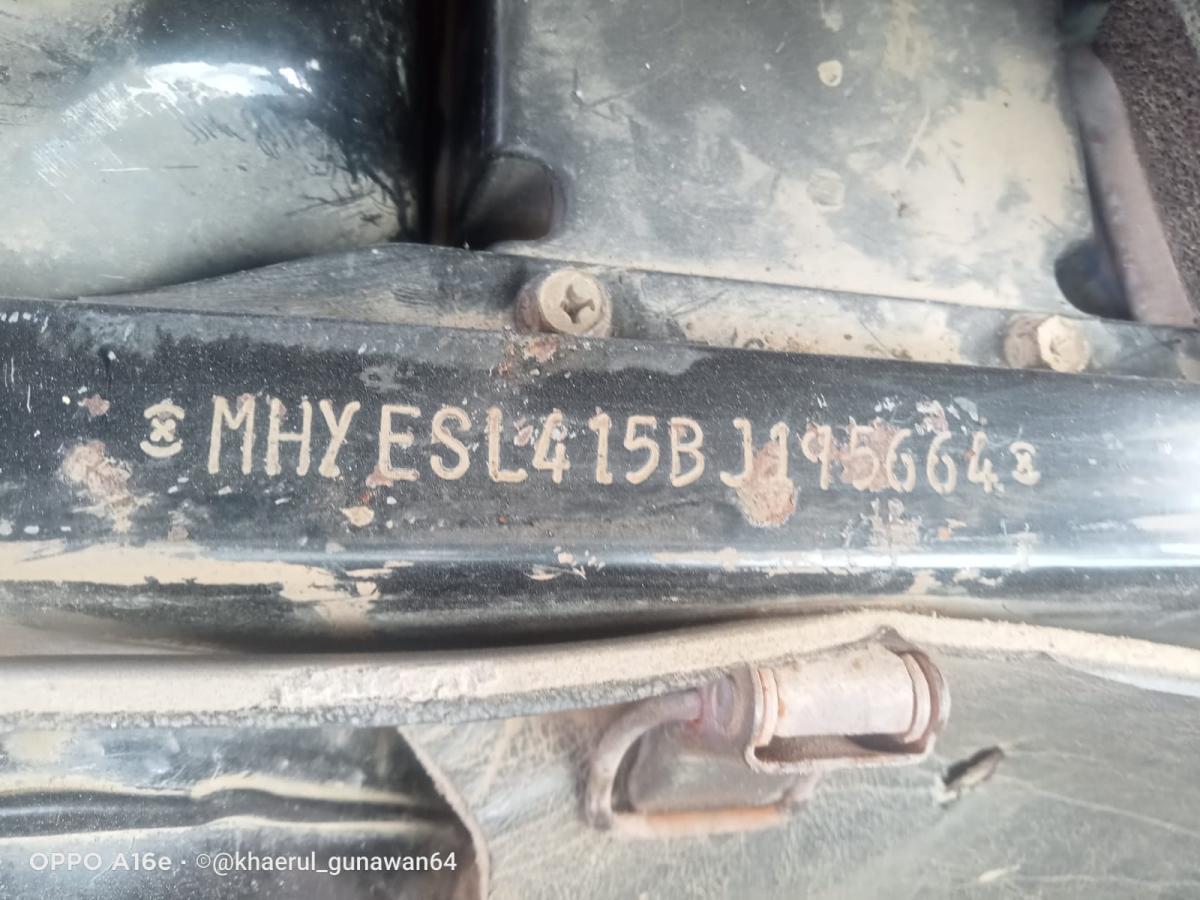 MHYESL415BJ195664
OPPO A16e · ©@khaerul_gunawan64